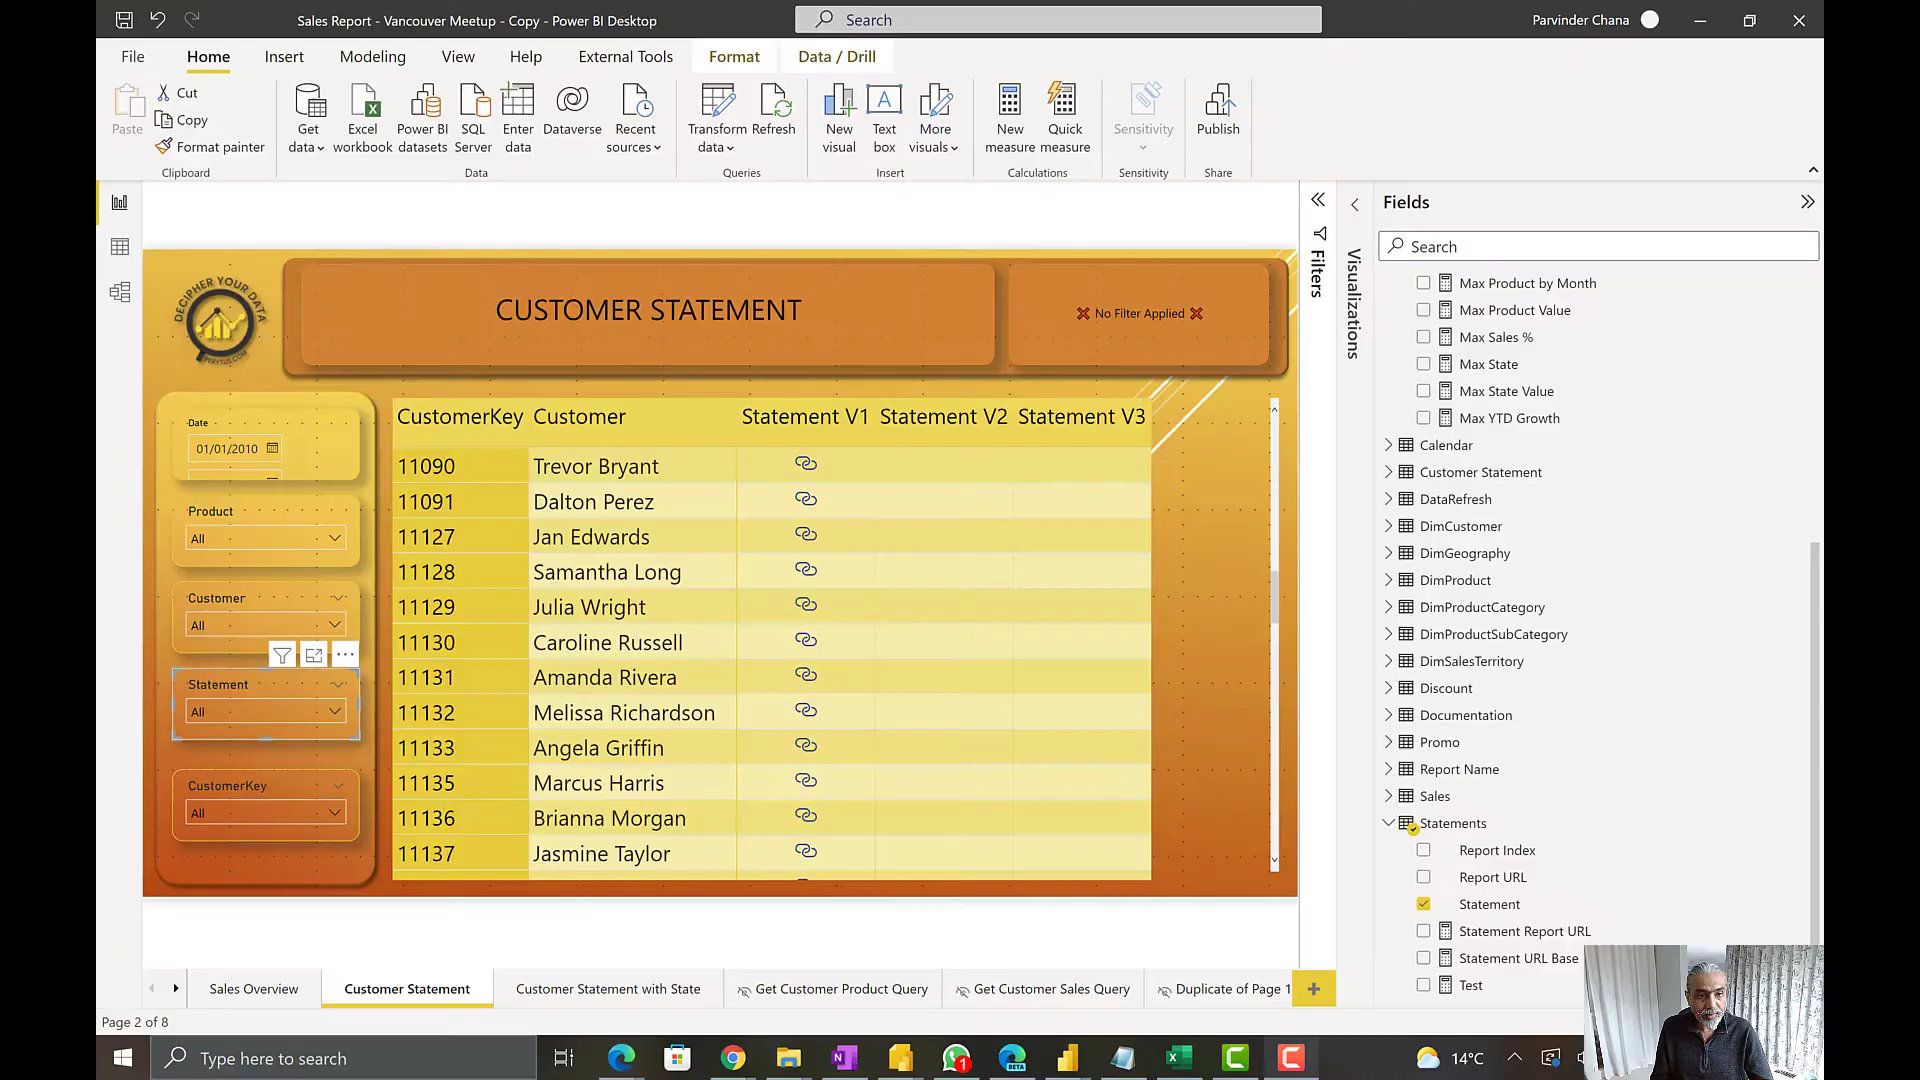 Sales Report - Vancouver Meetup - Copy - Power BI Desktop
Search
Parvinder Chana
File Home Insert Modeling View Help External Tools Format Data / Drill
Paste
Cut
Copy
Format painter
Clipboard
Get data
Excel workbook
Power BI datasets
SQL Server
Enter data
Dataverse
Recent sources
Data
Transform data
Refresh
Queries
New visual
Text box
More visuals
Insert
New measure
Quick measure
Calculations
Sensitivity
Sensitivity
Publish
Share
DECIPHER YOUR DATA
CUSTOMER STATEMENT
No Filter Applied
Date
01/01/2010
Product
All
Customer
All
Statement
All
CustomerKey
All
CustomerKey Customer Statement V1 Statement V2 Statement V3
11090 Trevor Bryant
11091 Dalton Perez
11127 Jan Edwards
11128 Samantha Long
11129 Julia Wright
11130 Caroline Russell
11131 Amanda Rivera
11132 Melissa Richardson
11133 Angela Griffin
11135 Marcus Harris
11136 Brianna Morgan
11137 Jasmine Taylor
Filters
Visualizations
Fields
Search
Max Product by Month
Max Product Value
Max Sales %
Max State
Max State Value
Max YTD Growth
Calendar
Customer Statement
DataRefresh
DimCustomer
DimGeography
DimProduct
DimProductCategory
DimProductSubCategory
DimSalesTerritory
Discount
Documentation
Promo
Report Name
Sales
Statements
Report Index
Report URL
Statement
Statement Report URL
Statement URL Base
Test
Sales Overview
Customer Statement
Customer Statement with State
Get Customer Product Query
Get Customer Sales Query
Duplicate of Page 1
Page 2 of 8
Type here to search
1
BETA
14°C